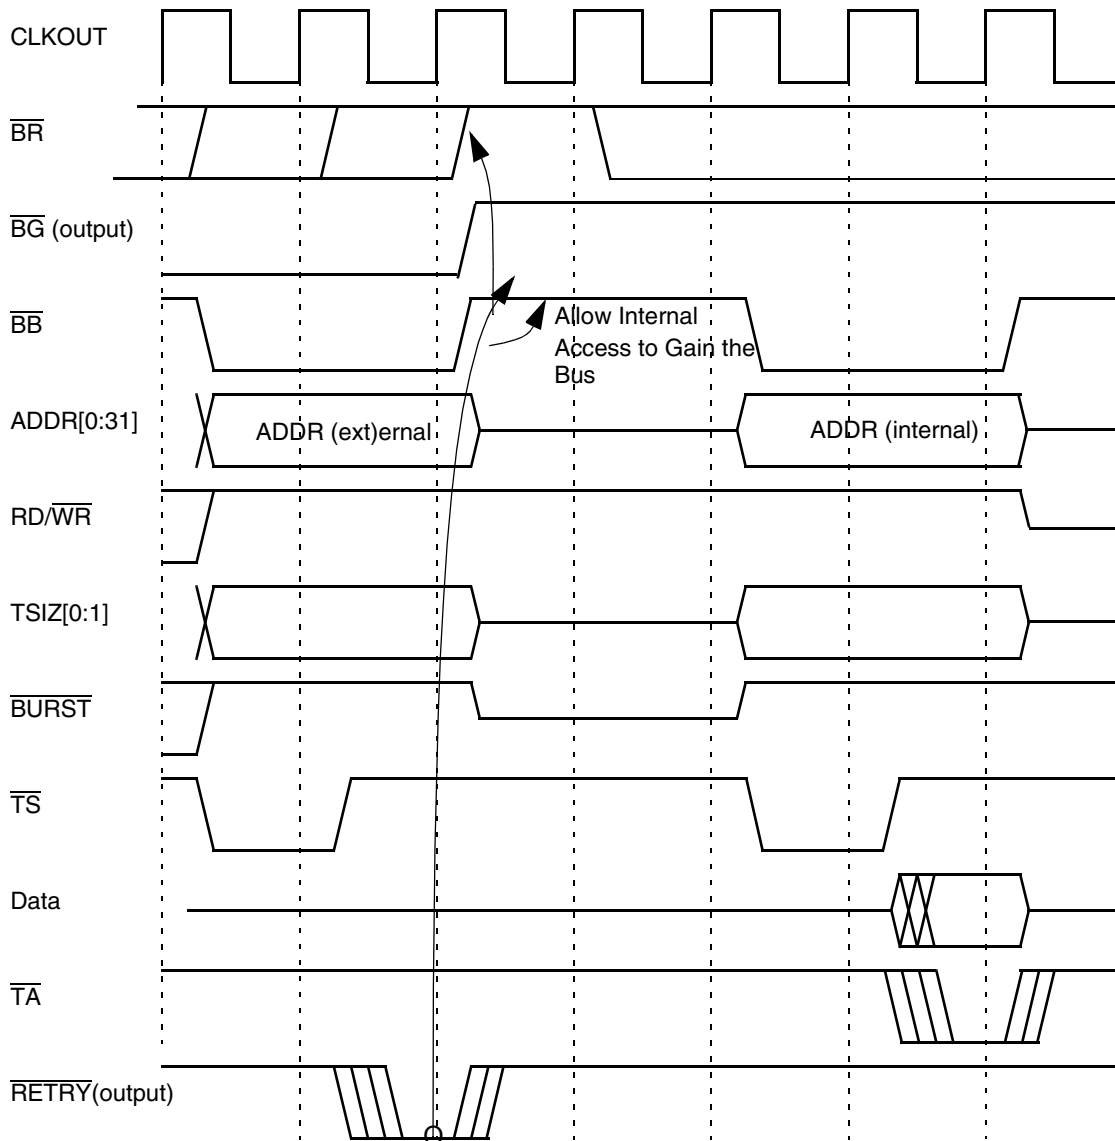 CLKOUT
BR
BG (output)
BB
Allow Internal
Access to Gain the
Bus
ADDR[0:31]
ADDR (ext)ernal
ADDR (internal)
RD/WR
TSIZ[0:1]
BURST
TS
Data
TA
RETRY(output)